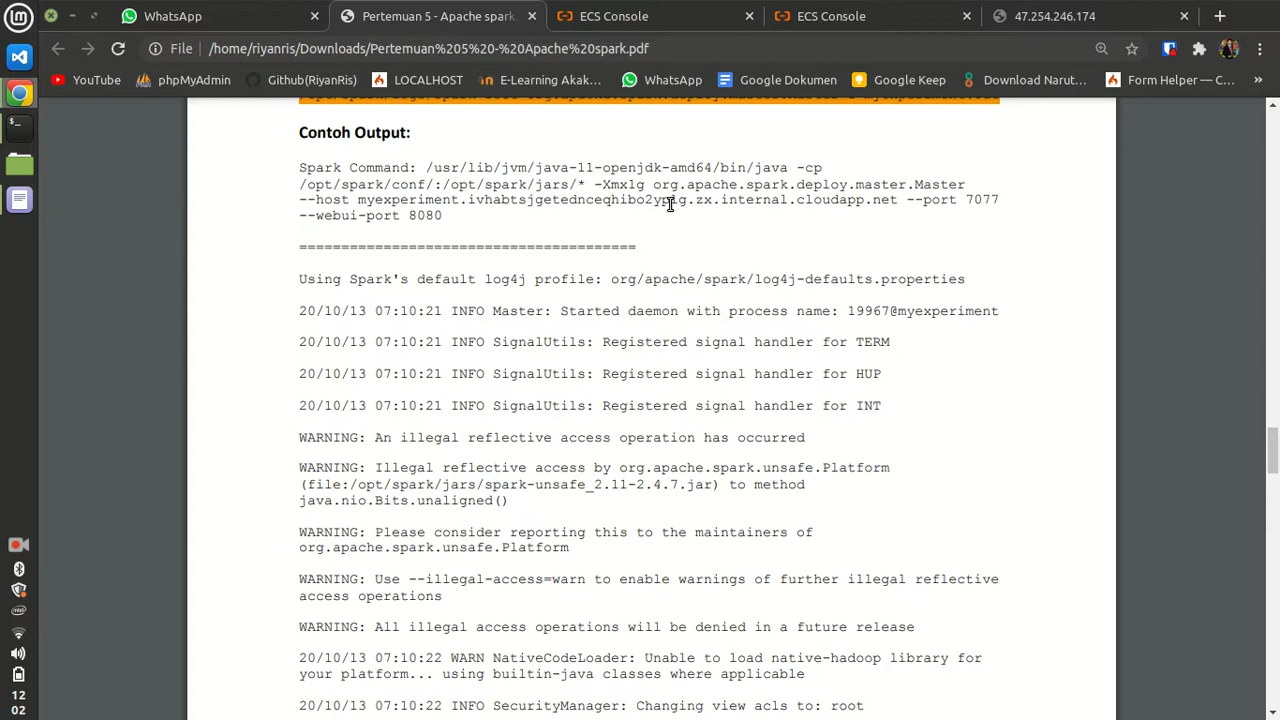 WhatsApp
Pertemuan 5 - Apache spark.
ECS Console
ECS Console
47.254.246.174
File
/home/riyanris/Downloads/Pertemuan%205%20-%20Apache%20spark.pdf
YouTube
phpMyAdmin
Github(RiyanRis)
LOCALHOST
E-Learning Akak...
WhatsApp
Google Dokumen
Google Keep
Download Narut...
Form Helper — C...
Contoh Output:
Spark Command: /usr/lib/jvm/java-11-openjdk-amd64/bin/java -cp
/opt/spark/conf/:/opt/spark/jars/* -Xmx1g org.apache.spark.deploy.master.Master
--host --port 7077
--webui-port 8080
========================================
Using Spark's default log4j profile: org/apache/spark/log4j-defaults.properties
20/10/13 07:10:21 INFO Master: Started daemon with process name: 19967@myexperiment
20/10/13 07:10:21 INFO SignalUtils: Registered signal handler for TERM
20/10/13 07:10:21 INFO SignalUtils: Registered signal handler for HUP
20/10/13 07:10:21 INFO SignalUtils: Registered signal handler for INT
WARNING: An illegal reflective access operation has occurred
WARNING: Illegal reflective access by org.apache.spark.unsafe.Platform
(file:/opt/spark/jars/spark-unsafe_2.11-2.4.7.jar) to method
java.nio.Bits.unaligned()
WARNING: Please consider reporting this to the maintainers of
org.apache.spark.unsafe.Platform
WARNING: Use --illegal-access=warn to enable warnings of further illegal reflective
access operations
WARNING: All illegal access operations will be denied in a future release
20/10/13 07:10:22 WARN NativeCodeLoader: Unable to load native-hadoop library for
your platform... using builtin-java classes where applicable
20/10/13 07:10:22 INFO SecurityManager: Changing view acls to: root
12
02